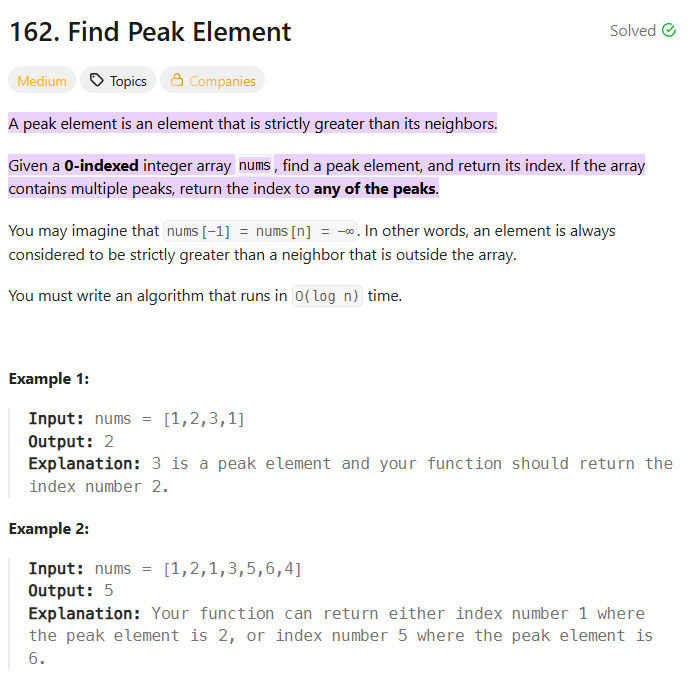 162. Find Peak Element
Solved
Medium Topics Companies
A peak element is an element that is strictly greater than its neighbors.
Given a 0-indexed integer array nums, find a peak element, and return its index. If the array
contains multiple peaks, return the index to any of the peaks.
You may imagine that nums[-1] = nums[n] = -∞. In other words, an element is always
considered to be strictly greater than a neighbor that is outside the array.
You must write an algorithm that runs in O(log n) time.
Example 1:
Input: nums = [1,2,3,1]
Output: 2
Explanation: 3 is a peak element and your function should return the
index number 2.
Example 2:
Input: nums = [1,2,1,3,5,6,4]
Output: 5
Explanation: Your function can return either index number 1 where
the peak element is 2, or index number 5 where the peak element is
6.